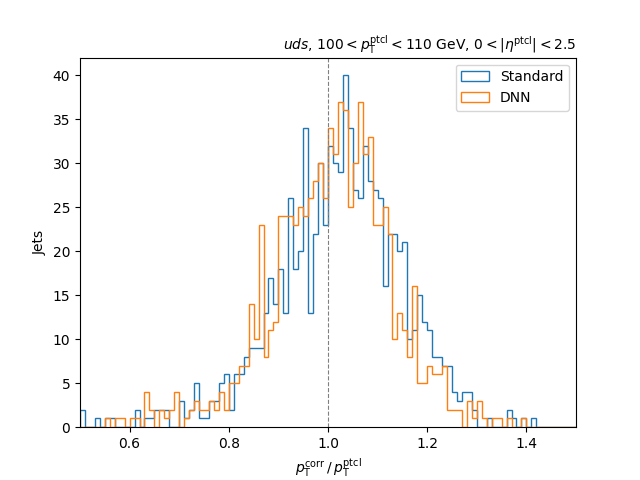 uds, 100 < p_T^ptcl < 110 GeV, 0 < |η^ptcl| < 2.5
Standard
DNN
Jets
40
35
30
25
20
15
10
5
0
0.6 0.8 1.0 1.2 1.4
p_T^corr / p_T^ptcl